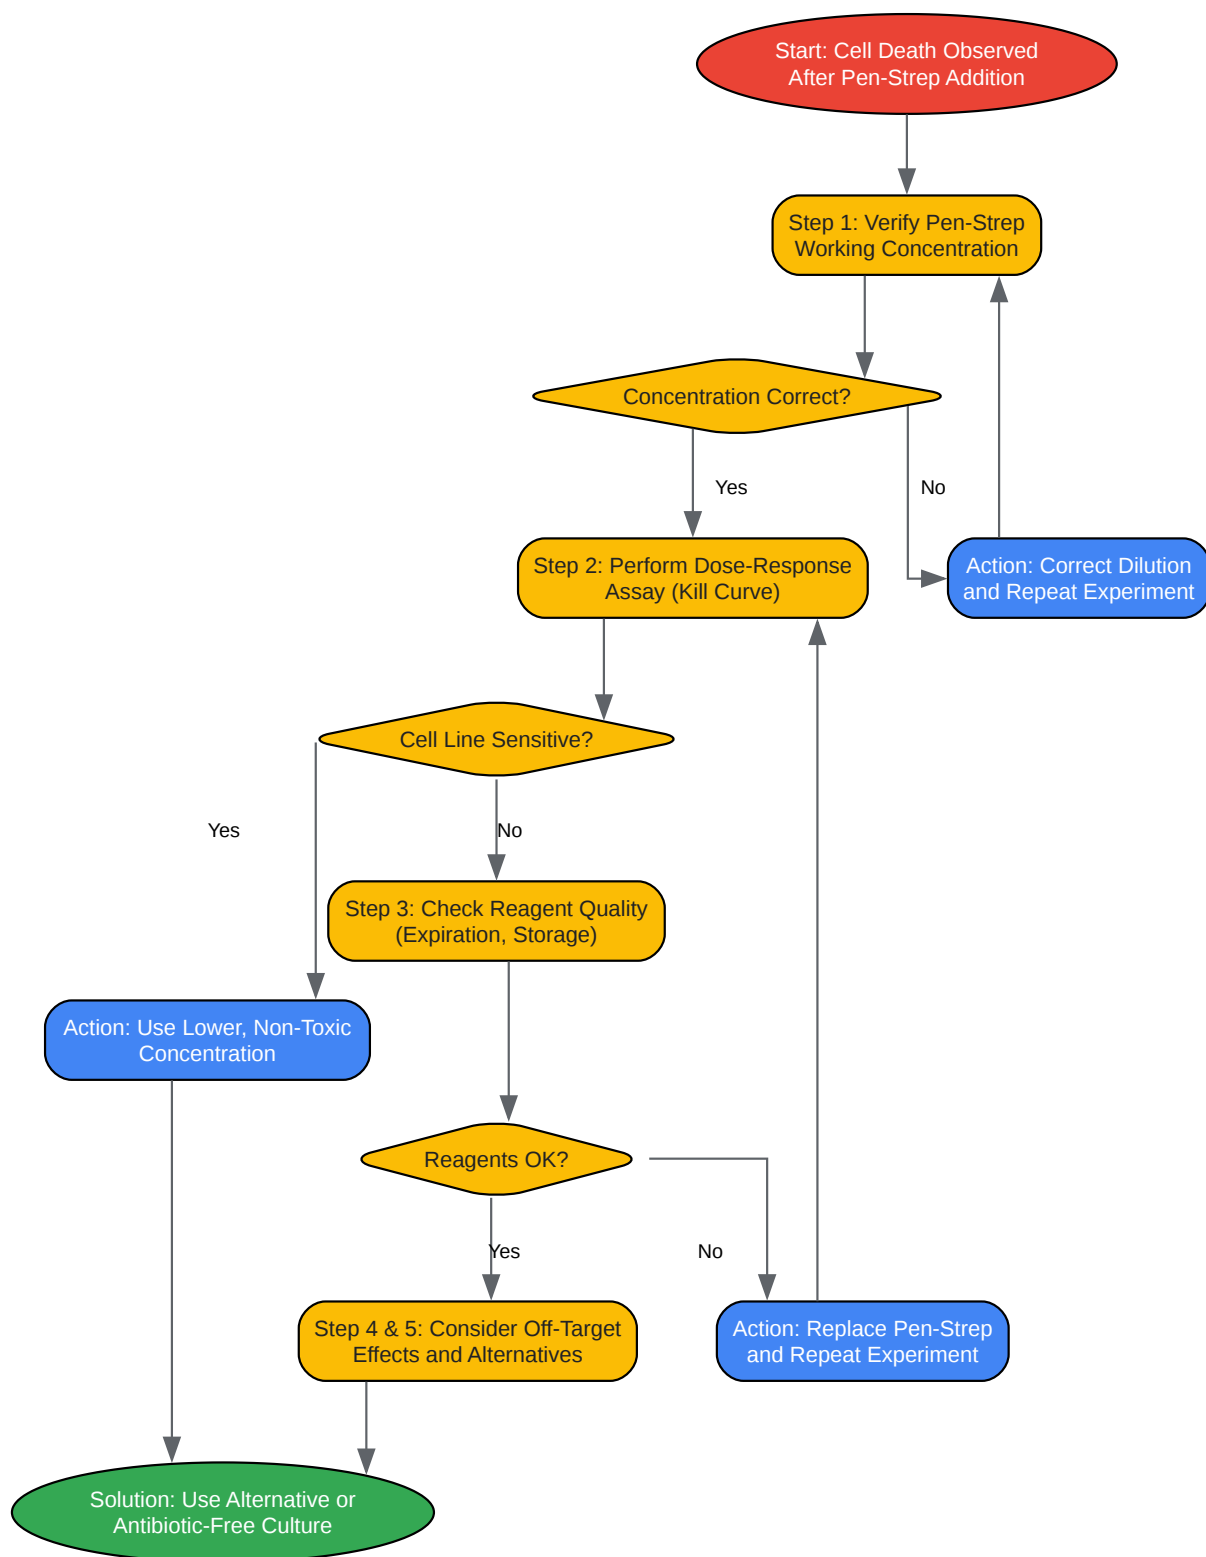 Start: Cell Death Observed
After Pen-Strep Addition
Step 1: Verify Pen-Strep
Working Concentration
Concentration Correct?
Yes
No
Step 2: Perform Dose-Response
Assay (Kill Curve)
Action: Correct Dilution
and Repeat Experiment
Cell Line Sensitive?
Yes
No
Step 3: Check Reagent Quality
(Expiration, Storage)
Action: Use Lower, Non-Toxic
Concentration
Reagents OK?
Yes
No
Step 4 & 5: Consider Off-Target
Effects and Alternatives
Action: Replace Pen-Strep
and Repeat Experiment
Solution: Use Alternative or
Antibiotic-Free Culture